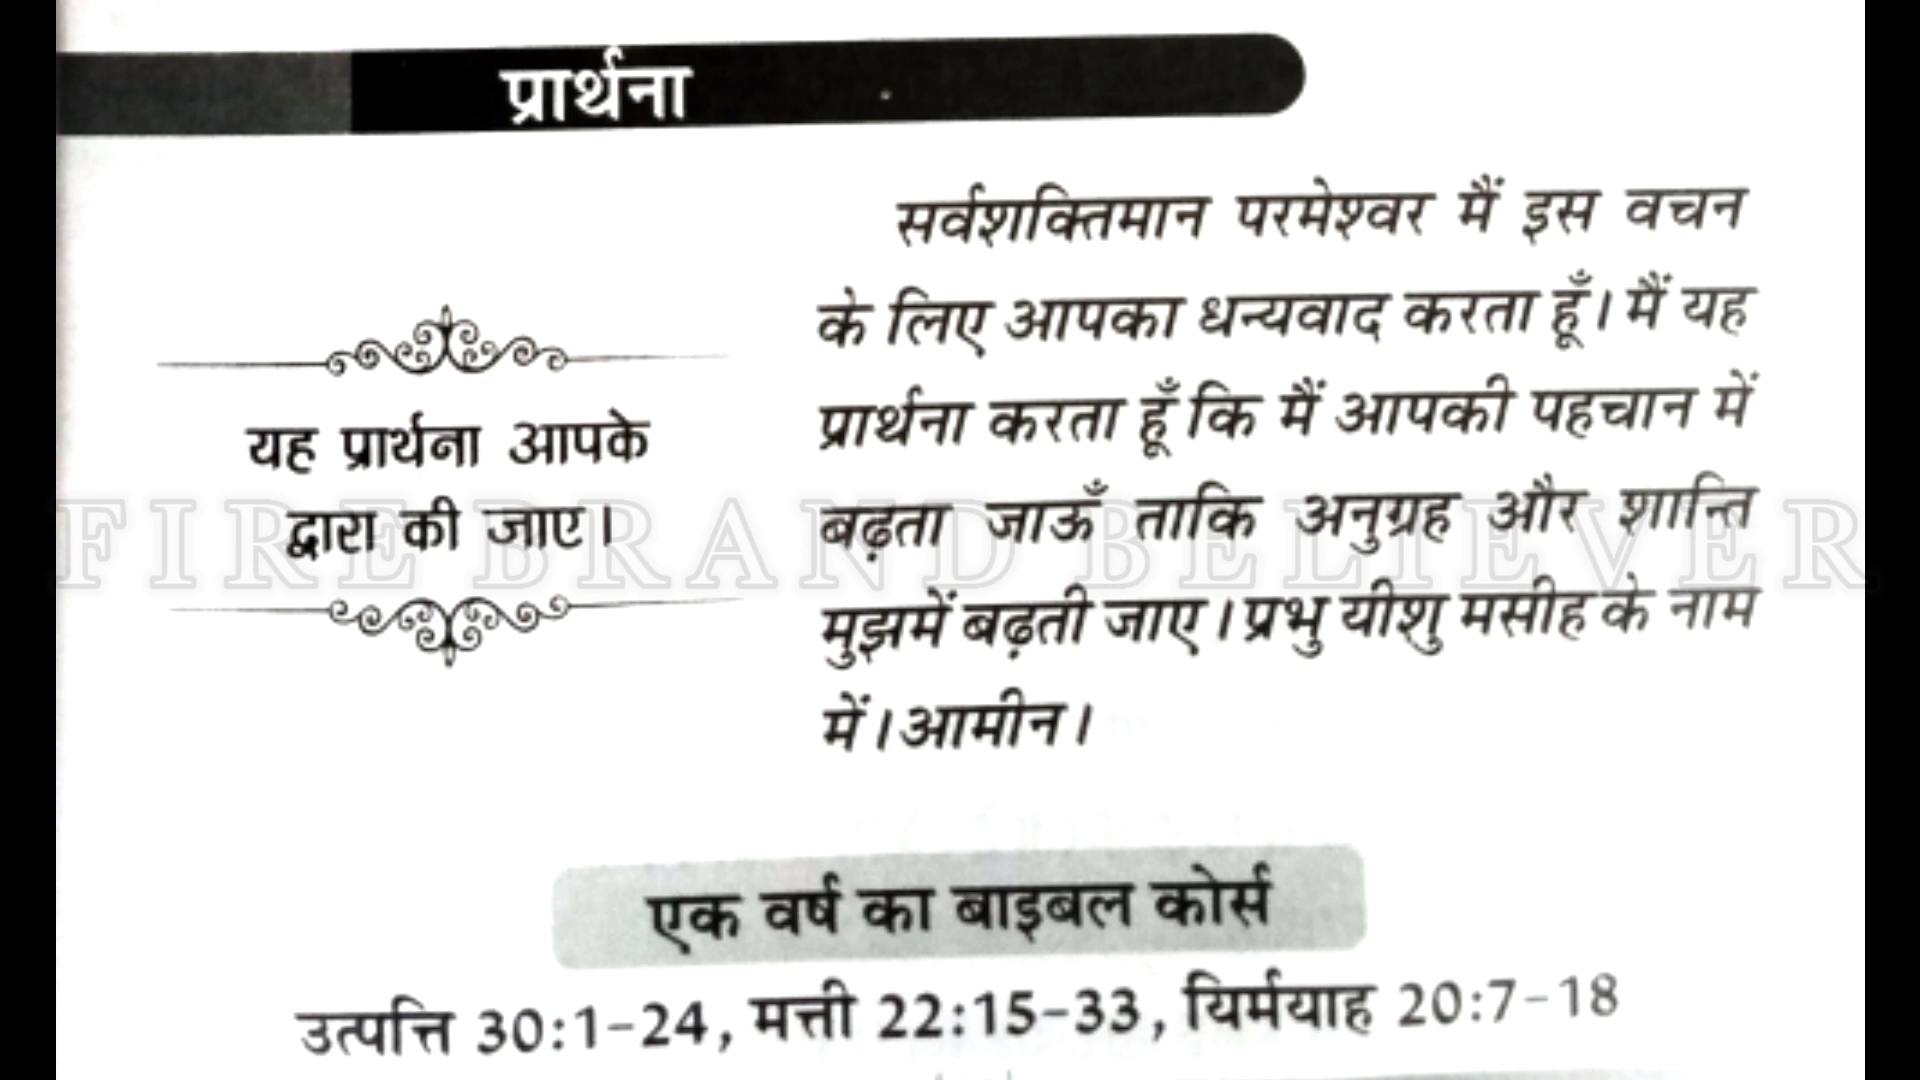 प्रार्थना
यह प्रार्थना आपके
द्वारा की जाए।
सर्वशक्तिमान परमेश्वर मैं इस वचन
के लिए आपका धन्यवाद करता हूँ। मैं यह
प्रार्थना करता हूँ कि मैं आपकी पहचान में
बढ़ता जाऊँ ताकि अनुग्रह और शान्ति
मुझमें बढ़ती जाए। प्रभु यीशु मसीह के नाम
में। आमीन।
FIRE BRAND BELIEVER
एक वर्ष का बाइबल कोर्स
उत्पत्ति 30:1-24, मत्ती 22:15-33, यिर्मयाह 20:7-18